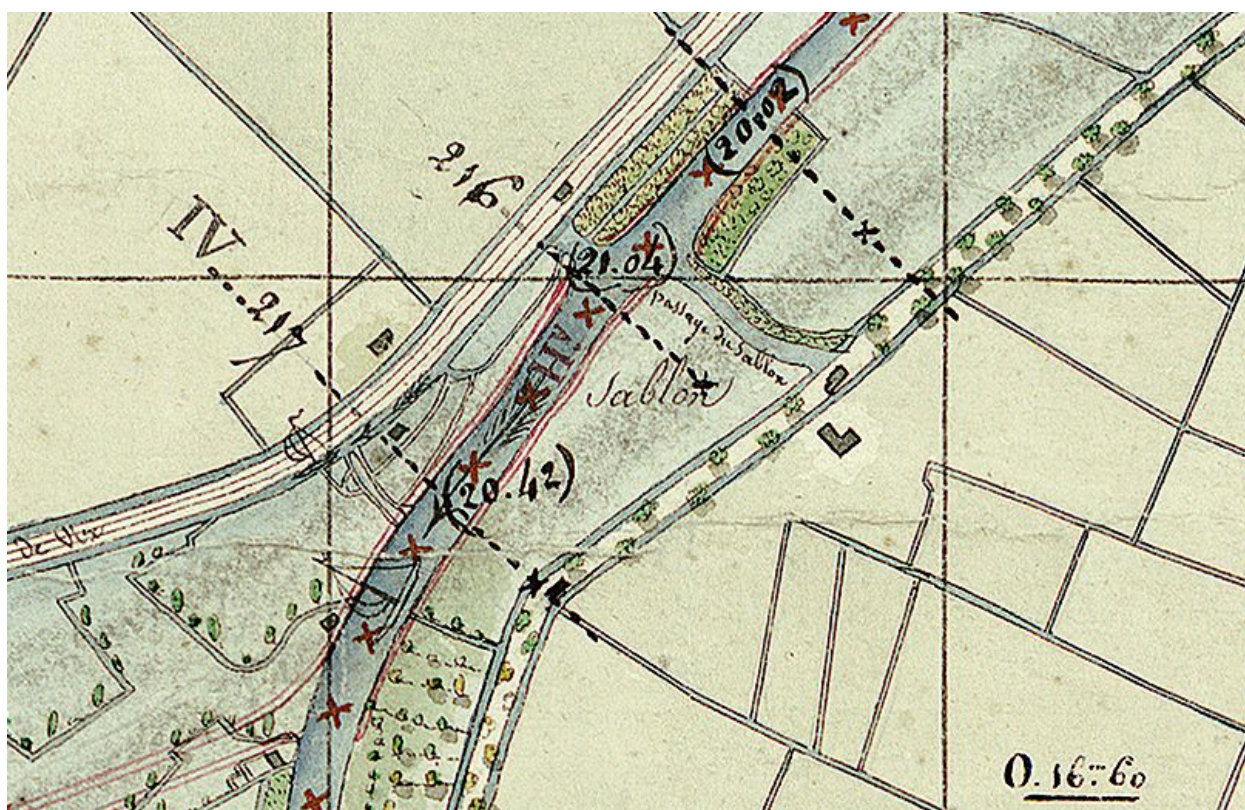 (20.02)
216
IV
217
(21.04)
passage du Sablon
Sablon
(20.42)
0.16.60